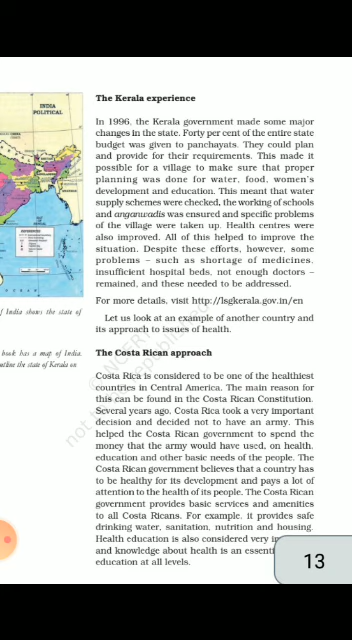 INDIA
POLITICAL
The Kerala experience
In 1996, the Kerala government made some major
changes in the state. Forty per cent of the entire state
budget was given to panchayats. They could plan
and provide for their requirements. This made it
possible for a village to make sure that proper
planning was done for water, food, women's
development and education. This meant that water
supply schemes were checked, the working of schools
and anganwadis was ensured and specific problems
of the village were taken up. Health centres were
also improved. All of this helped to improve the
situation. Despite these efforts, however, some
problems – such as shortage of medicines,
insufficient hospital beds, not enough doctors –
remained, and these needed to be addressed.
For more details, visit http://lsgkerala.gov.in/en
Let us look at an example of another country and
its approach to issues of health.
f India shows the state of
book has a map of India.
utline the state of Kerala on
The Costa Rican approach
Costa Rica is considered to be one of the healthiest
countries in Central America. The main reason for
this can be found in the Costa Rican Constitution.
Several years ago, Costa Rica took a very important
decision and decided not to have an army. This
helped the Costa Rican government to spend the
money that the army would have used, on health,
education and other basic needs of the people. The
Costa Rican government believes that a country has
to be healthy for its development and pays a lot of
attention to the health of its people. The Costa Rican
government provides basic services and amenities
to all Costa Ricans. For example, it provides safe
drinking water, sanitation, nutrition and housing.
Health education is also considered very i
and knowledge about health is an essenti
education at all levels.
13